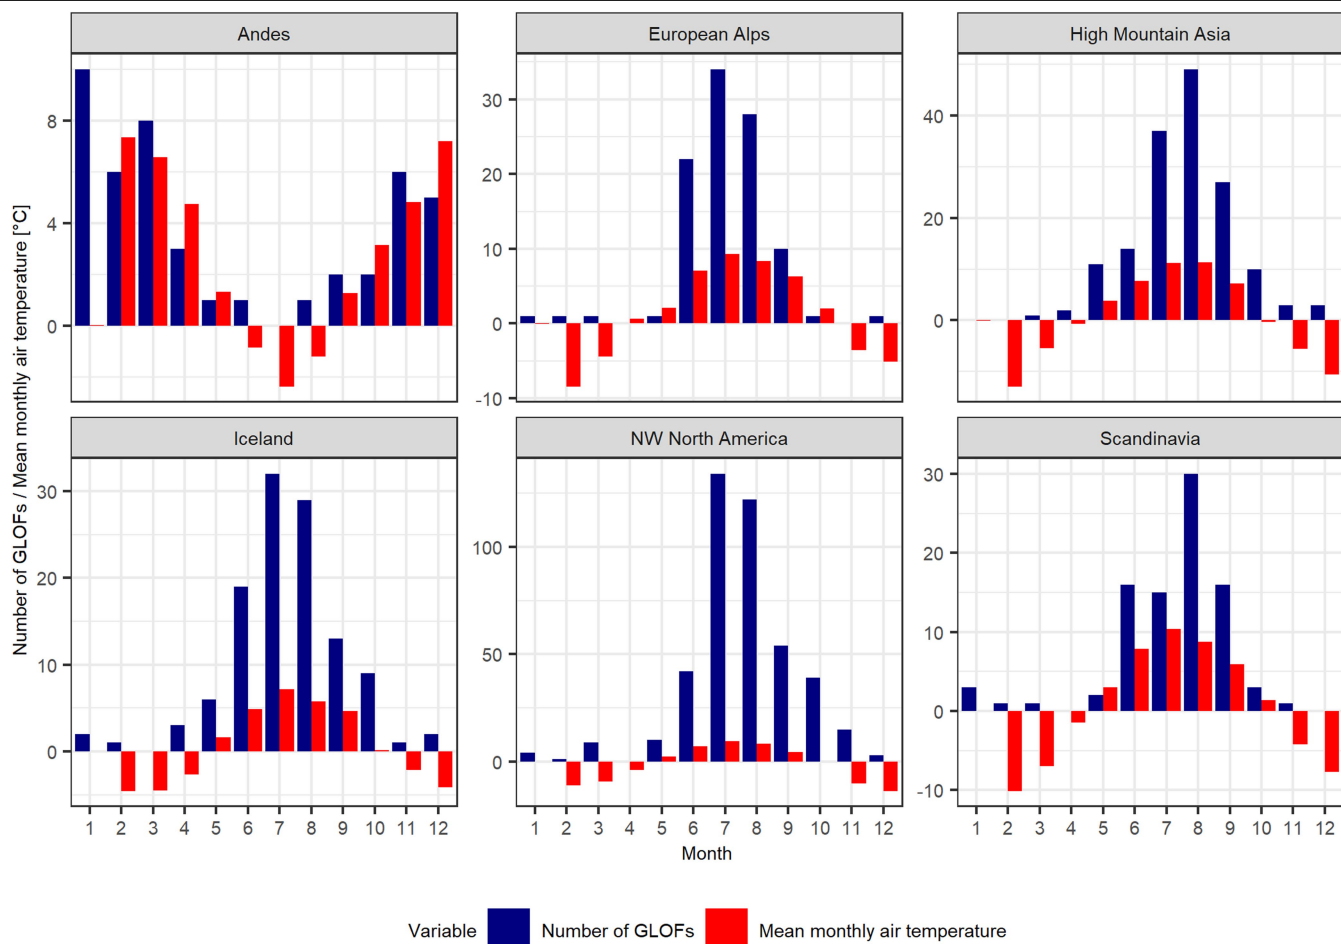 Number of GLOFs / Mean monthly air temperature [°C]
Andes
8
4
0
European Alps
30
20
10
0
-10
High Mountain Asia
40
20
0
Iceland
30
20
10
0
1 2 3 4 5 6 7 8 9 10 11 12
NW North America
100
50
0
1 2 3 4 5 6 7 8 9 10 11 12
Scandinavia
30
20
10
0
-10
1 2 3 4 5 6 7 8 9 10 11 12
Month
Variable Number of GLOFs Mean monthly air temperature